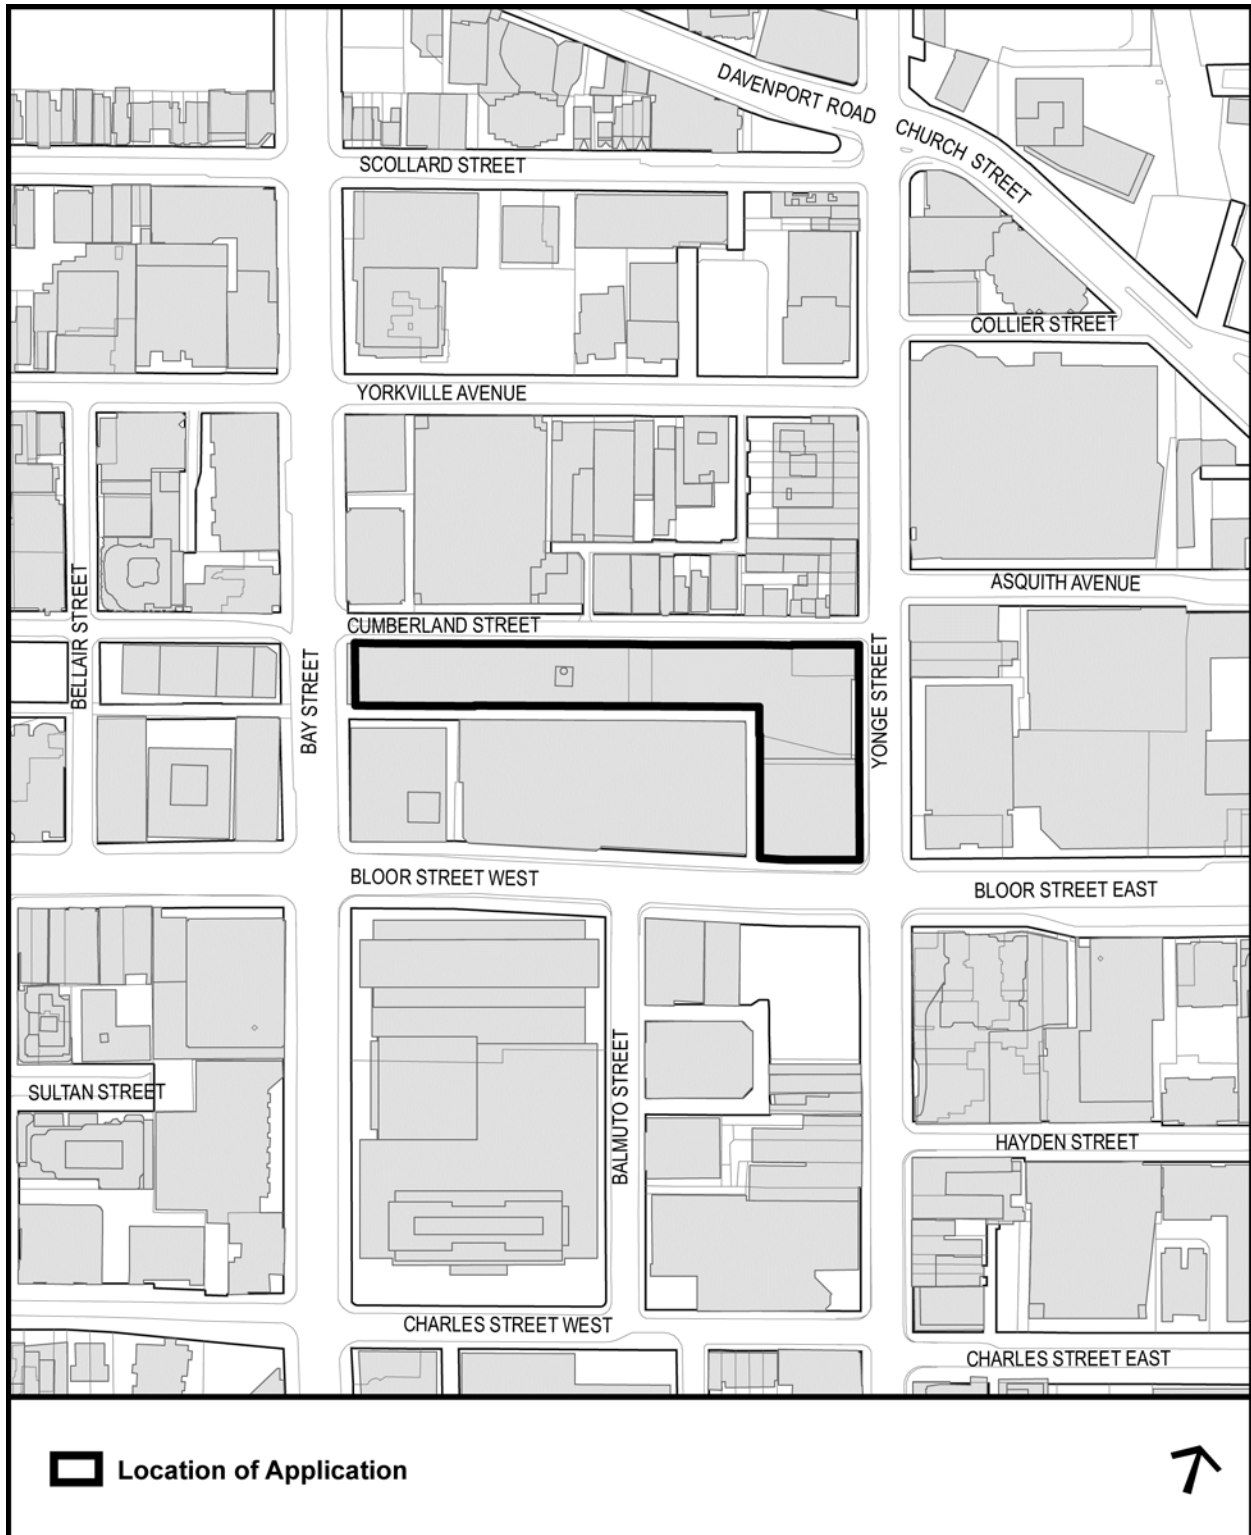 DAVENPORT ROAD
CHURCH STREET
SCOLLARD STREET
COLLIER STREET
YORKVILLE AVENUE
ASQUITH AVENUE
BELLAIR STREET
CUMBERLAND STREET
BAY STREET
YONGE STREET
BLOOR STREET WEST
BLOOR STREET EAST
SULTAN STREET
BALMUTO STREET
HAYDEN STREET
CHARLES STREET WEST
CHARLES STREET EAST
Location of Application